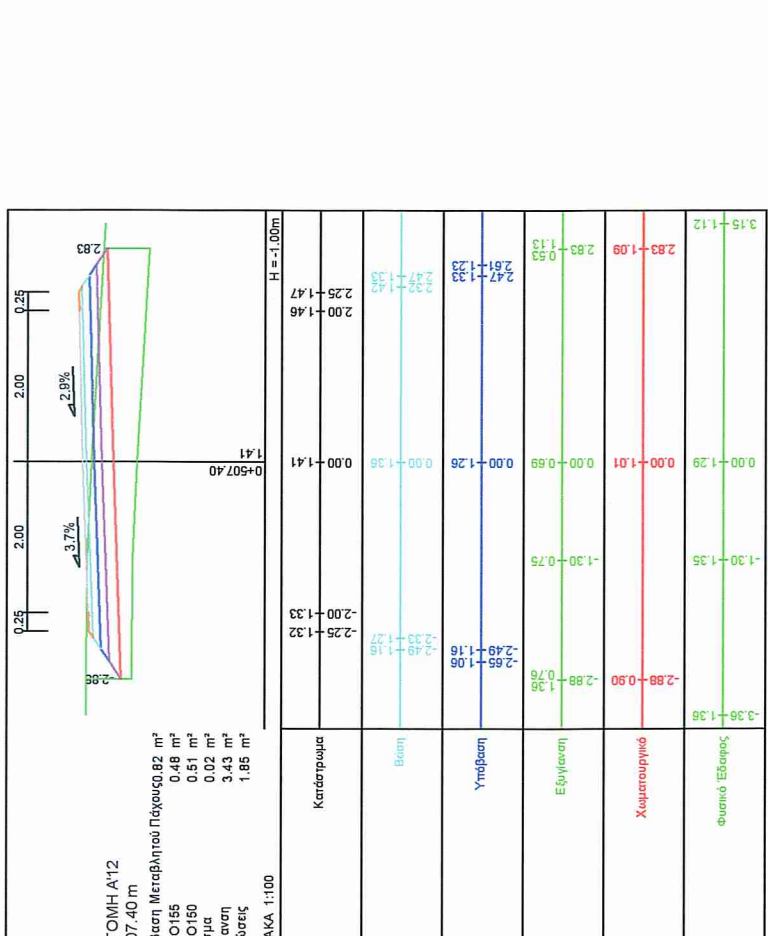 ΤΟΜΗ Α'12
07.40 m
βαση Μεταβλητού Πάχους0.82 m²
Ο155 0.48 m²
Ο150 0.51 m²
0.02 m²
3.43 m²
1.85 m²
ΑΚΑ 1:100
0.25
2.00
2.00
0.25
3.7%
2.9%
2.83
1.41
0+507.40
H = -1.00m
Κατάστρωμα
-2.25 1.32
-2.00 1.33
0.00 1.41
2.00 1.46
2.25 1.47
Βάση
-2.49 1.16
-2.33 1.27
0.00 1.36
2.32 1.42
2.47 1.33
Υπόβαση
-2.65 1.06
-2.49 1.16
0.00 1.26
2.47 1.33
2.61 1.23
Εξυγίανση
-2.88 0.76
1.36
-1.30 0.75
0.00 0.69
2.83 0.53
1.13
Χωματουργικό
-2.88 0.90
0.00 1.01
2.83 1.09
Φυσικό Έδαφος
-3.36 1.36
-1.30 1.35
0.00 1.29
3.15 1.12